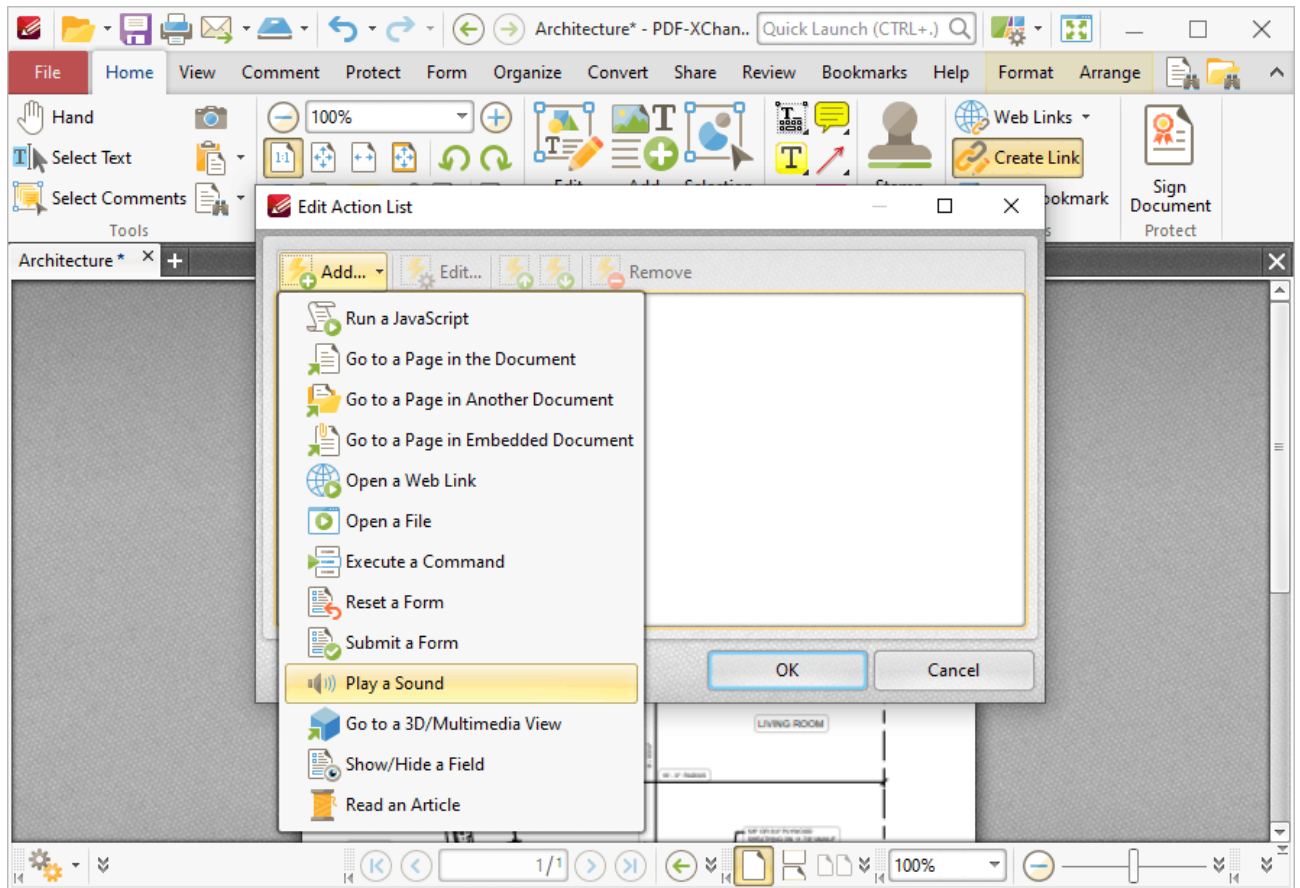 Architecture* - PDF-XChan.. Quick Launch (CTRL+.)
File Home View Comment Protect Form Organize Convert Share Review Bookmarks Help Format Arrange
Hand 100% Web Links
Select Text Create Link
Select Comments ookmark Sign Document
Tools Protect
Edit Action List
Architecture *
Add... Edit... Remove
Run a JavaScript
Go to a Page in the Document
Go to a Page in Another Document
Go to a Page in Embedded Document
Open a Web Link
Open a File
Execute a Command
Reset a Form
Submit a Form
OK Cancel
Play a Sound
Go to a 3D/Multimedia View
LIVING ROOM
Show/Hide a Field
Read an Article
1/1 100%